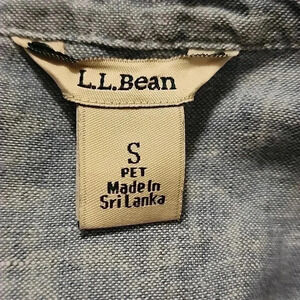 L.L.Bean
S
PET
Made In
Sri Lanka